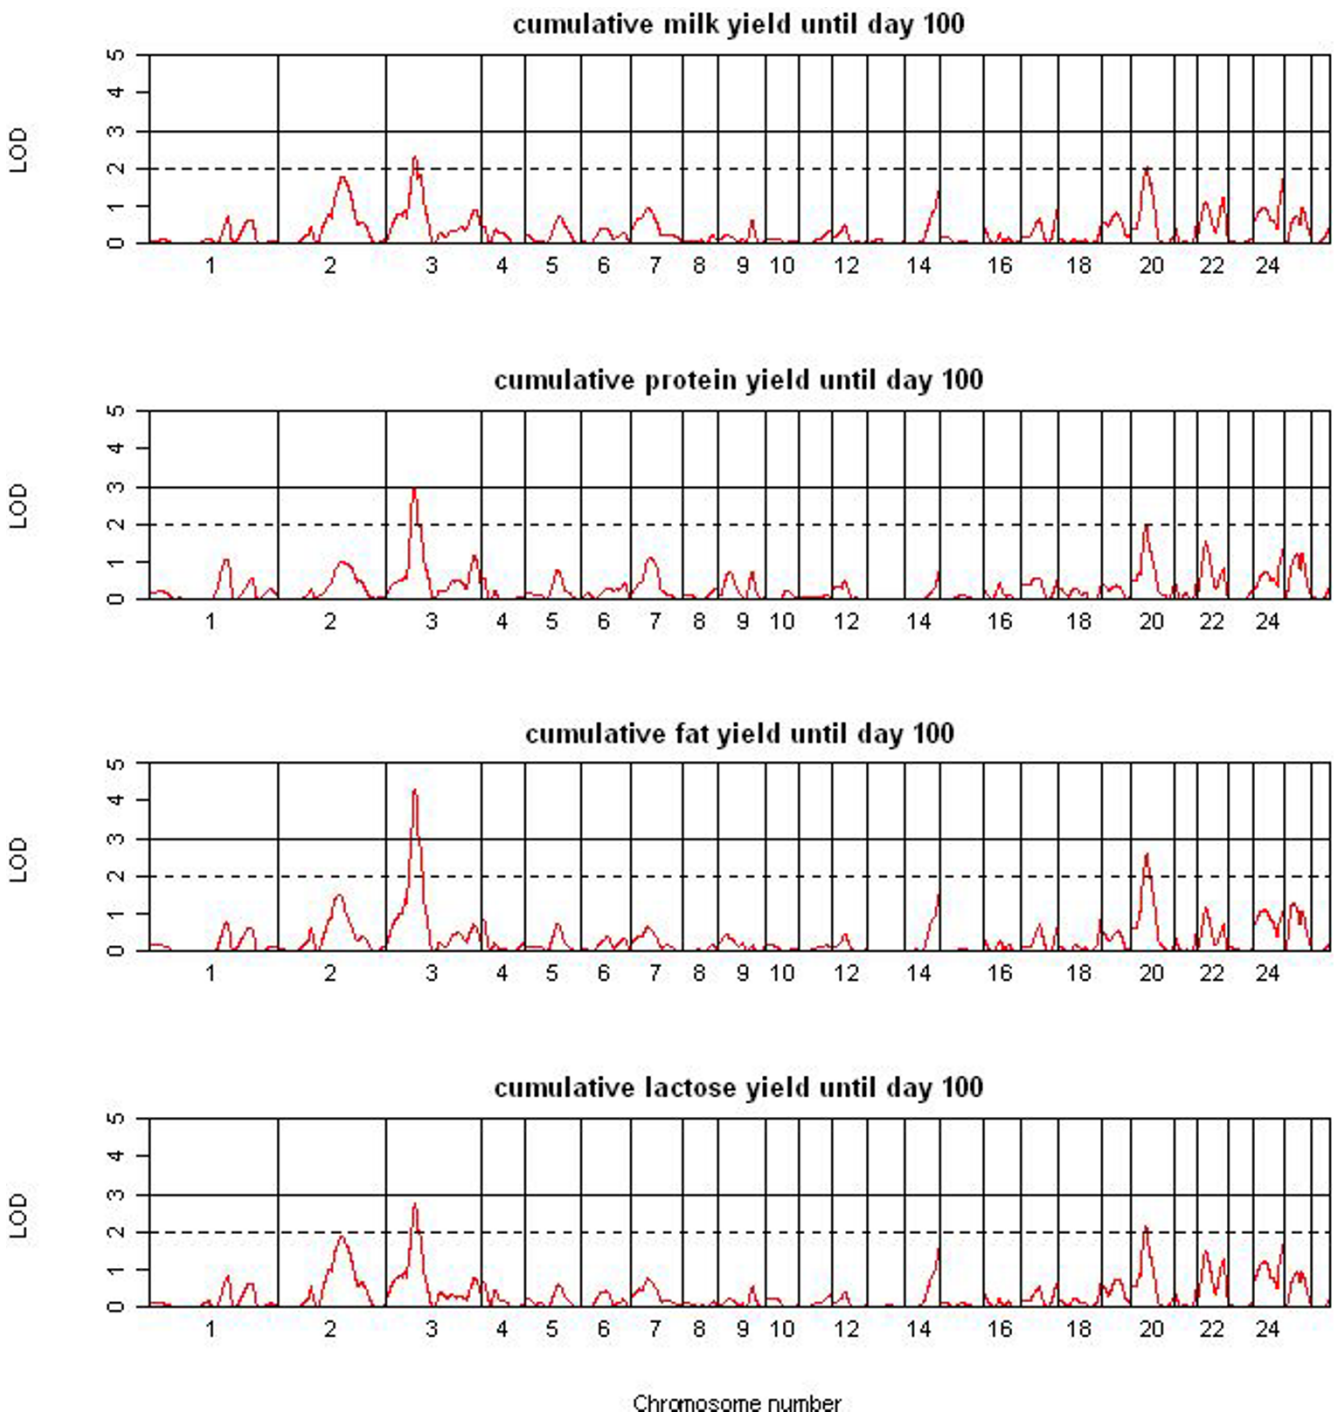 cumulative milk yield until day 100
LOD
5
4
3
2
1
0
1 2 3 4 5 6 7 8 9 10 12 14 16 18 20 22 24
cumulative protein yield until day 100
LOD
5
4
3
2
1
0
1 2 3 4 5 6 7 8 9 10 12 14 16 18 20 22 24
cumulative fat yield until day 100
LOD
5
4
3
2
1
0
1 2 3 4 5 6 7 8 9 10 12 14 16 18 20 22 24
cumulative lactose yield until day 100
LOD
5
4
3
2
1
0
1 2 3 4 5 6 7 8 9 10 12 14 16 18 20 22 24
Chromosome number